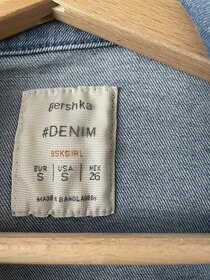 Bershka
#DENIM
BSKGIRL
EUR USA MEX
S S 26
MADE IN BANGLADESH